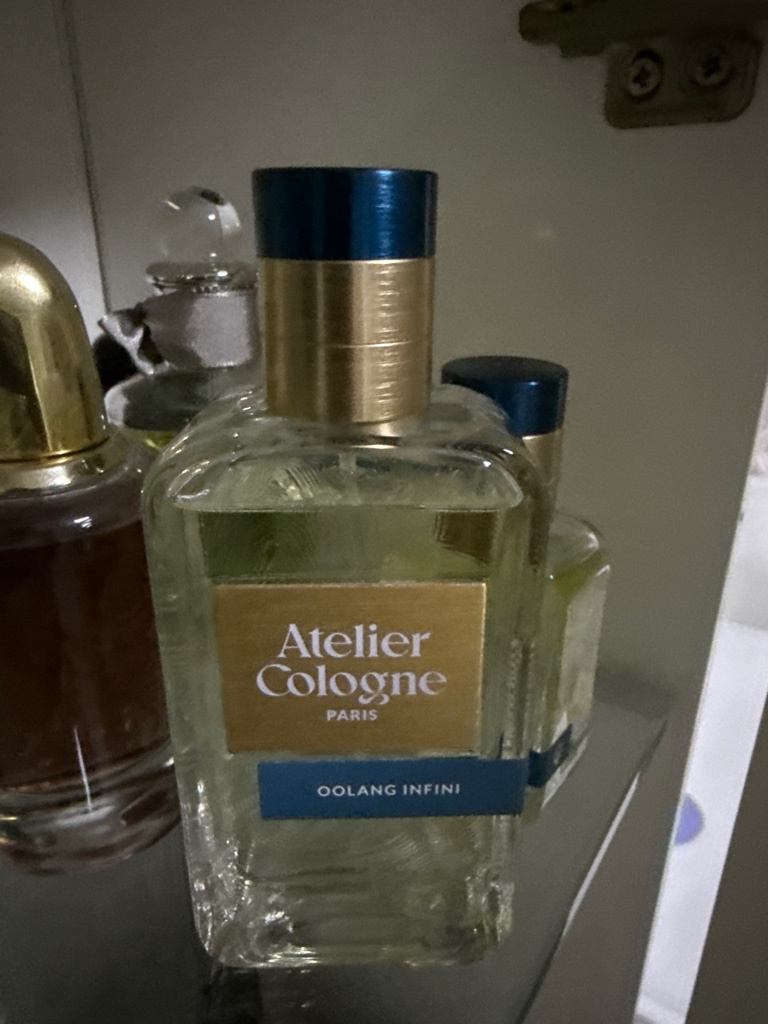 Atelier
Cologne
PARIS
OOLANG INFINI